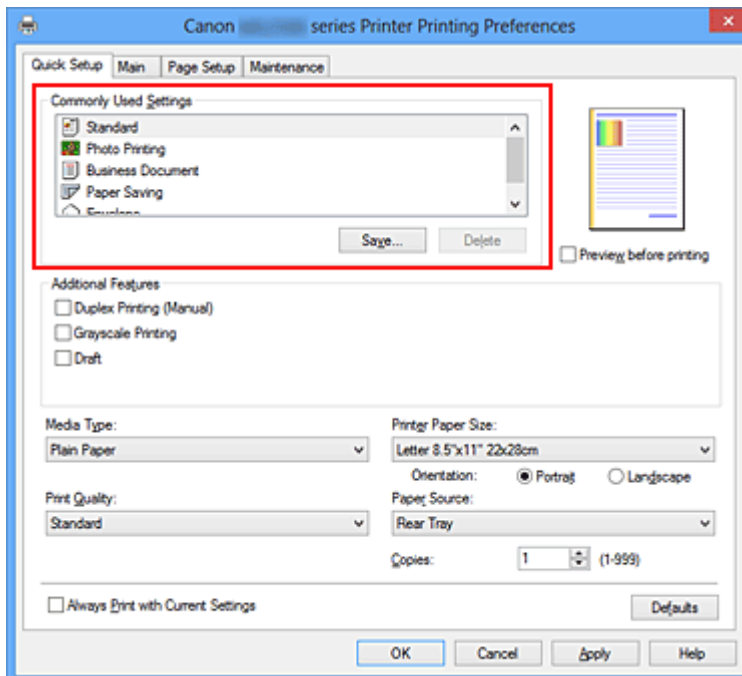 Canon series Printer Printing Preferences
Quick Setup Main Page Setup Maintenance
Commonly Used Settings
Standard
Photo Printing
Business Document
Paper Saving
Envelope
Save... Delete
Preview before printing
Additional Features
Duplex Printing (Manual)
Grayscale Printing
Draft
Media Type: Printer Paper Size:
Plain Paper Letter 8.5"x11" 22x28cm
Orientation: Portrait Landscape
Print Quality: Paper Source:
Standard Rear Tray
Copies: 1 (1-999)
Always Print with Current Settings Defaults
OK Cancel Apply Help